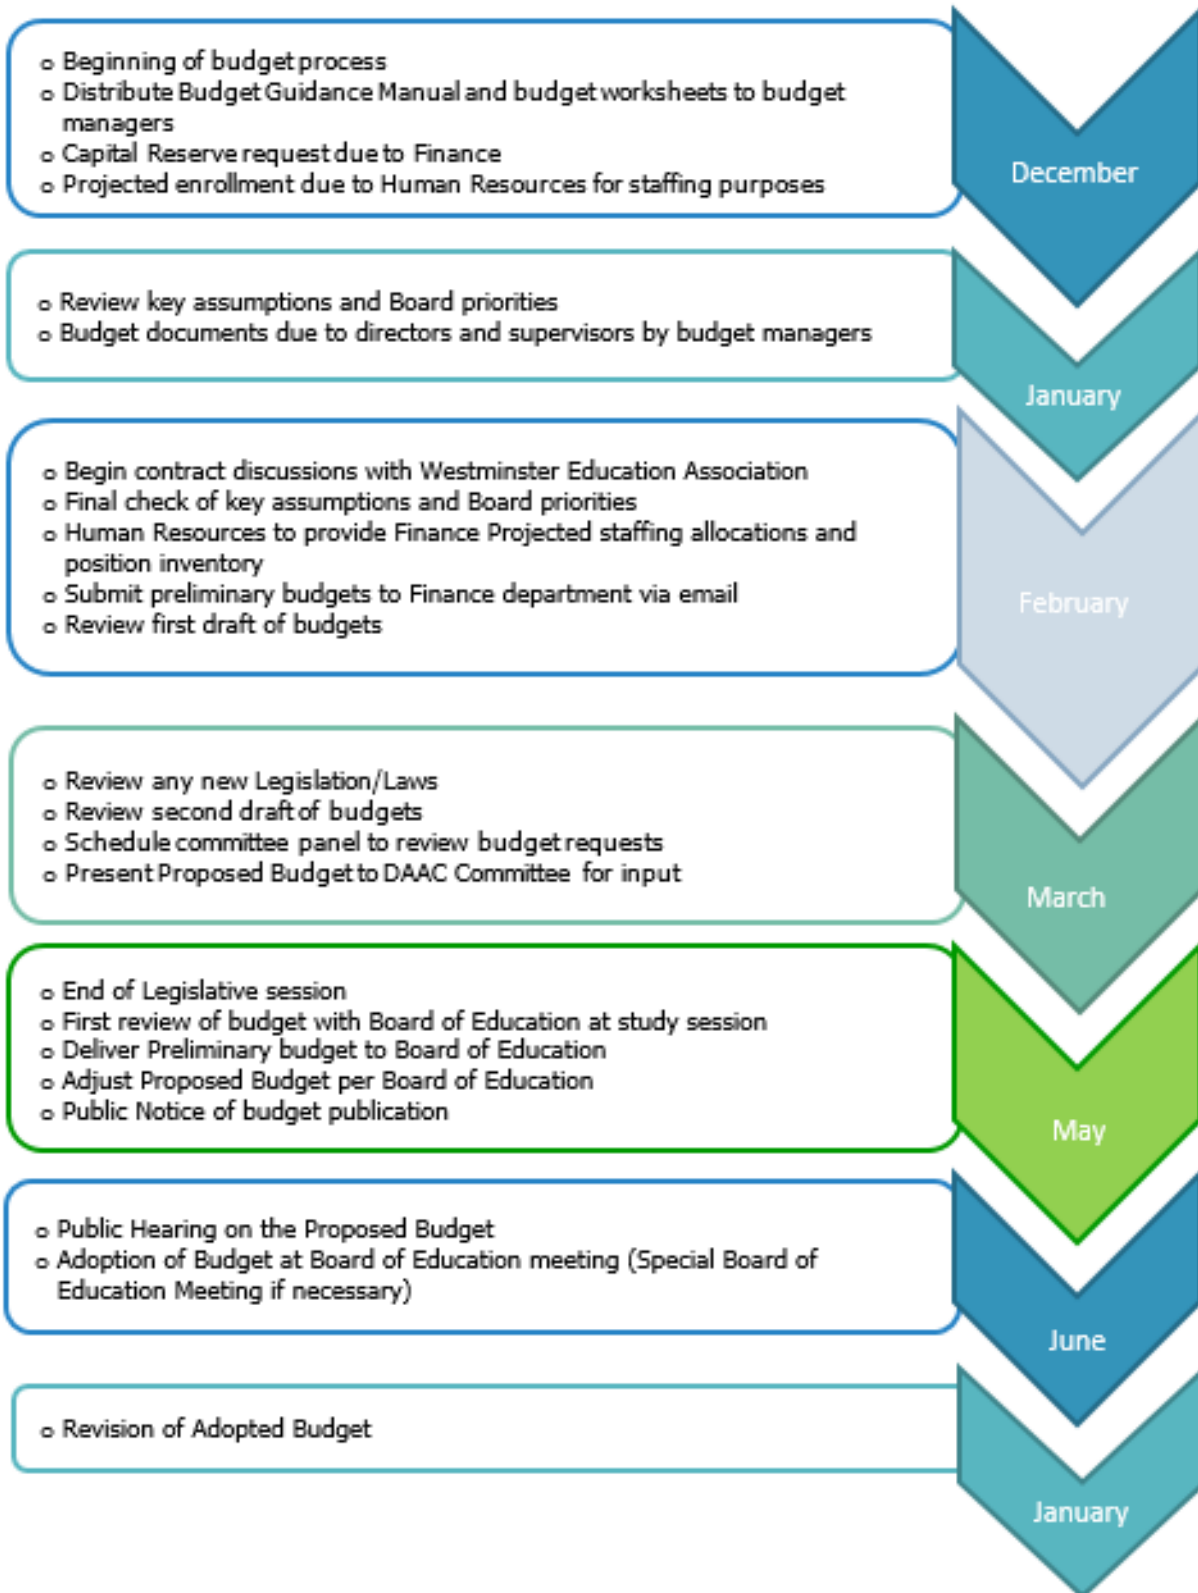 o Beginning of budget process
o Distribute Budget Guidance Manual and budget worksheets to budget
managers
o Capital Reserve request due to Finance
o Projected enrollment due to Human Resources for staffing purposes
December
o Review key assumptions and Board priorities
o Budget documents due to directors and supervisors by budget managers
January
o Begin contract discussions with Westminster Education Association
o Final check of key assumptions and Board priorities
o Human Resources to provide Finance Projected staffing allocations and
position inventory
o Submit preliminary budgets to Finance department via email
o Review first draft of budgets
February
o Review any new Legislation/Laws
o Review second draft of budgets
o Schedule committee panel to review budget requests
o Present Proposed Budget to DAAC Committee for input
March
o End of Legislative session
o First review of budget with Board of Education at study session
o Deliver Preliminary budget to Board of Education
o Adjust Proposed Budget per Board of Education
o Public Notice of budget publication
May
o Public Hearing on the Proposed Budget
o Adoption of Budget at Board of Education meeting (Special Board of
Education Meeting if necessary)
June
o Revision of Adopted Budget
January